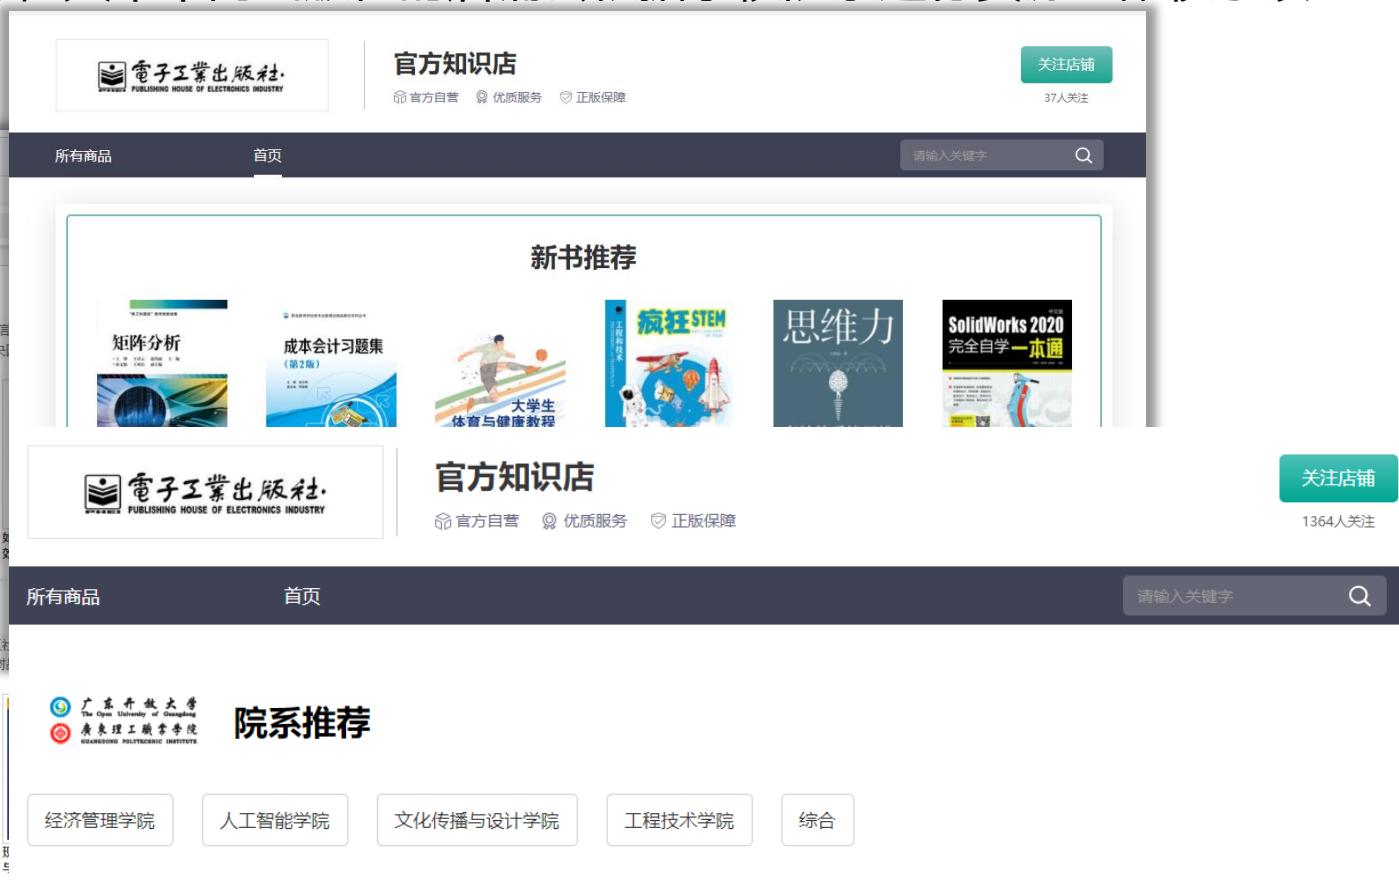 電子工業出版社.
PUBLISHING HOUSE OF ELECTRONICS INDUSTRY
官方知识店
官方自营 优质服务 正版保障
关注店铺
37人关注
所有商品 首页 请输入关键字
新书推荐
矩阵分析
成本会计习题集
（第2版）
大学生
体育与健康教程
工程和技术
疯狂STEM
思维力
中文版
SolidWorks 2020
完全自学一本通
電子工業出版社.
PUBLISHING HOUSE OF ELECTRONICS INDUSTRY
官方知识店
官方自营 优质服务 正版保障
关注店铺
1364人关注
所有商品 首页 请输入关键字
广东开放大学
The Open University of Guangdong
廣東理工職業學院
GUANGDONG POLYTECHNIC INSTITUTE
院系推荐
经济管理学院 人工智能学院 文化传播与设计学院 工程技术学院 综合